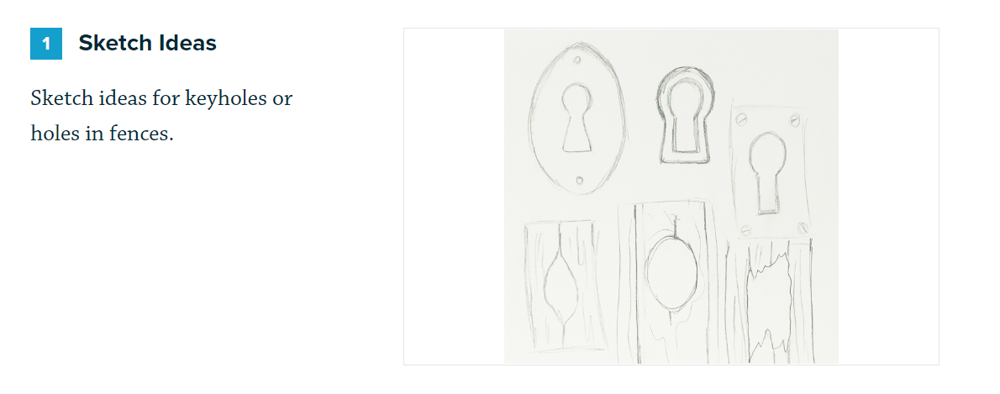 1 Sketch Ideas
Sketch ideas for keyholes or
holes in fences.